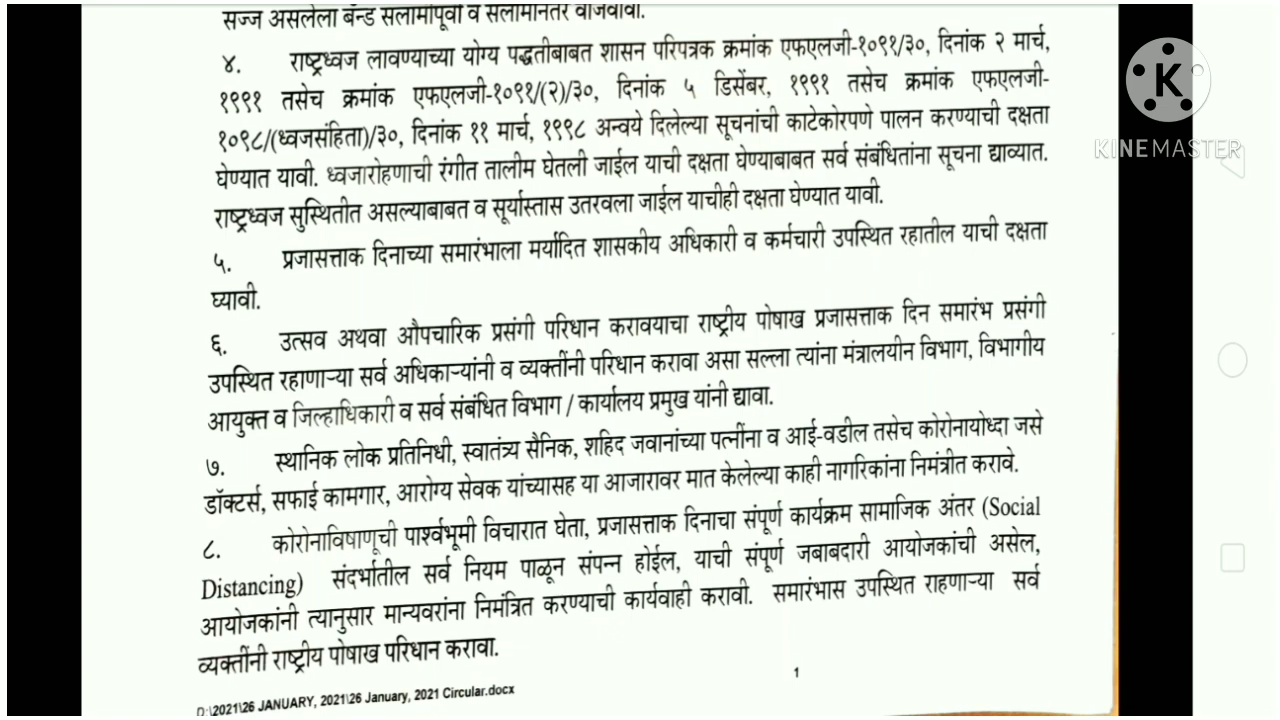 सज्ज असलेला बॅन्ड सलामीपूर्वी व सलामीनंतर वाजवावा.
४. राष्ट्रध्वज लावण्याच्या योग्य पद्धतीबाबत शासन परिपत्रक क्रमांक एफएलजी-१०९१/३०, दिनांक २ मार्च,
१९९१ तसेच क्रमांक एफएलजी-१०९१/(२)/३०, दिनांक ५ डिसेंबर, १९९१ तसेच क्रमांक एफएलजी-
१०९८/(ध्वजसंहिता)/३०, दिनांक ११ मार्च, १९९८ अन्वये दिलेल्या सूचनांची काटेकोरपणे पालन करण्याची दक्षता
घेण्यात यावी. ध्वजारोहणाची रंगीत तालीम घेतली जाईल याची दक्षता घेण्याबाबत सर्व संबंधितांना सूचना द्याव्यात.
राष्ट्रध्वज सुस्थितीत असल्याबाबत व सूर्यास्तास उतरवला जाईल याचीही दक्षता घेण्यात यावी.
५. प्रजासत्ताक दिनाच्या समारंभाला मर्यादित शासकीय अधिकारी व कर्मचारी उपस्थित रहातील याची दक्षता
घ्यावी.
६. उत्सव अथवा औपचारिक प्रसंगी परिधान करावयाचा राष्ट्रीय पोषाख प्रजासत्ताक दिन समारंभ प्रसंगी
उपस्थित रहाणाऱ्या सर्व अधिकाऱ्यांनी व व्यक्तींनी परिधान करावा असा सल्ला त्यांना मंत्रालयीन विभाग, विभागीय
आयुक्त व जिल्हाधिकारी व सर्व संबंधित विभाग / कार्यालय प्रमुख यांनी द्यावा.
७. स्थानिक लोक प्रतिनिधी, स्वातंत्र्य सैनिक, शहिद जवानांच्या पत्नींना व आई-वडील तसेच कोरोनायोध्दा जसे
डॉक्टर्स, सफाई कामगार, आरोग्य सेवक यांच्यासह या आजारावर मात केलेल्या काही नागरिकांना निमंत्रीत करावे.
८. कोरोनाविषाणूची पार्श्वभूमी विचारात घेता, प्रजासत्ताक दिनाचा संपूर्ण कार्यक्रम सामाजिक अंतर (Social
Distancing) संदर्भातील सर्व नियम पाळून संपन्न होईल, याची संपूर्ण जबाबदारी आयोजकांची असेल,
आयोजकांनी त्यानुसार मान्यवरांना निमंत्रित करण्याची कार्यवाही करावी. समारंभास उपस्थित राहणाऱ्या सर्व
व्यक्तींनी राष्ट्रीय पोषाख परिधान करावा.
1
D:\2021\26 JANUARY, 2021\26 January, 2021 Circular.docx
K
KINEMASTER